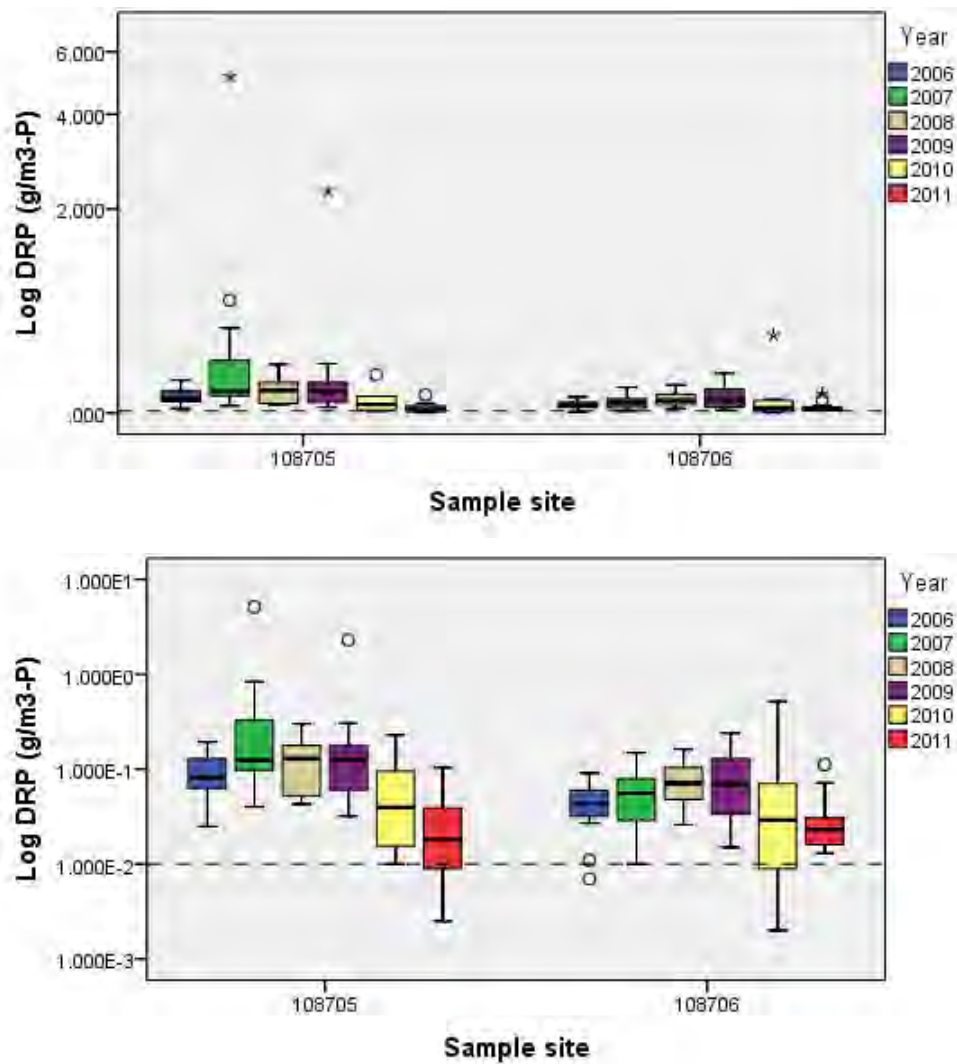 Log DRP (g/m3-P)
6.000
4.000
2.000
.000
108705
108706
Sample site
Year
2006
2007
2008
2009
2010
2011
Log DRP (g/m3-P)
1.000E1
1.000E0
1.000E-1
1.000E-2
1.000E-3
108705
108706
Sample site
Year
2006
2007
2008
2009
2010
2011